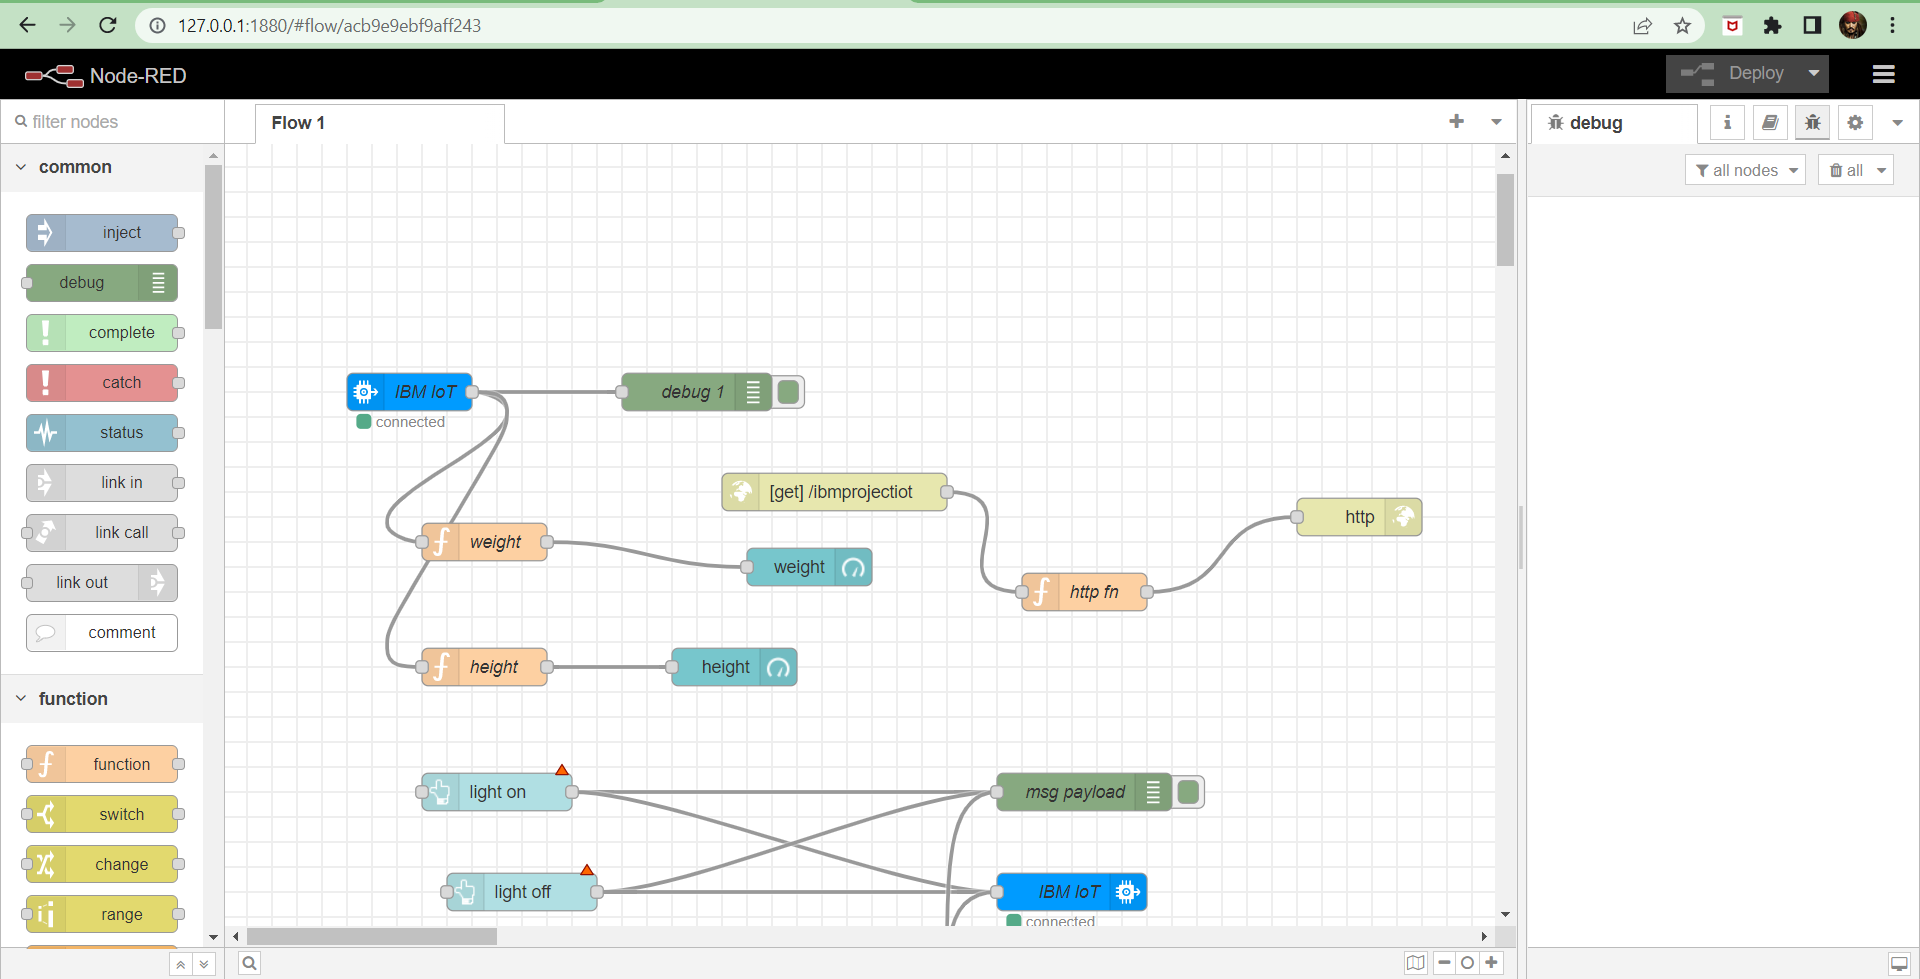 127.0.0.1:1880/#flow/acb9e9ebf9aff243
Node-RED
Deploy
filter nodes
Flow 1
debug
all nodes
all
common
inject
debug
complete
catch
status
link in
link call
link out
comment
function
function
switch
change
range
IBM IoT
connected
debug 1
[get] /ibmprojectiot
http
weight
weight
http fn
height
height
light on
msg payload
light off
IBM IoT
connected